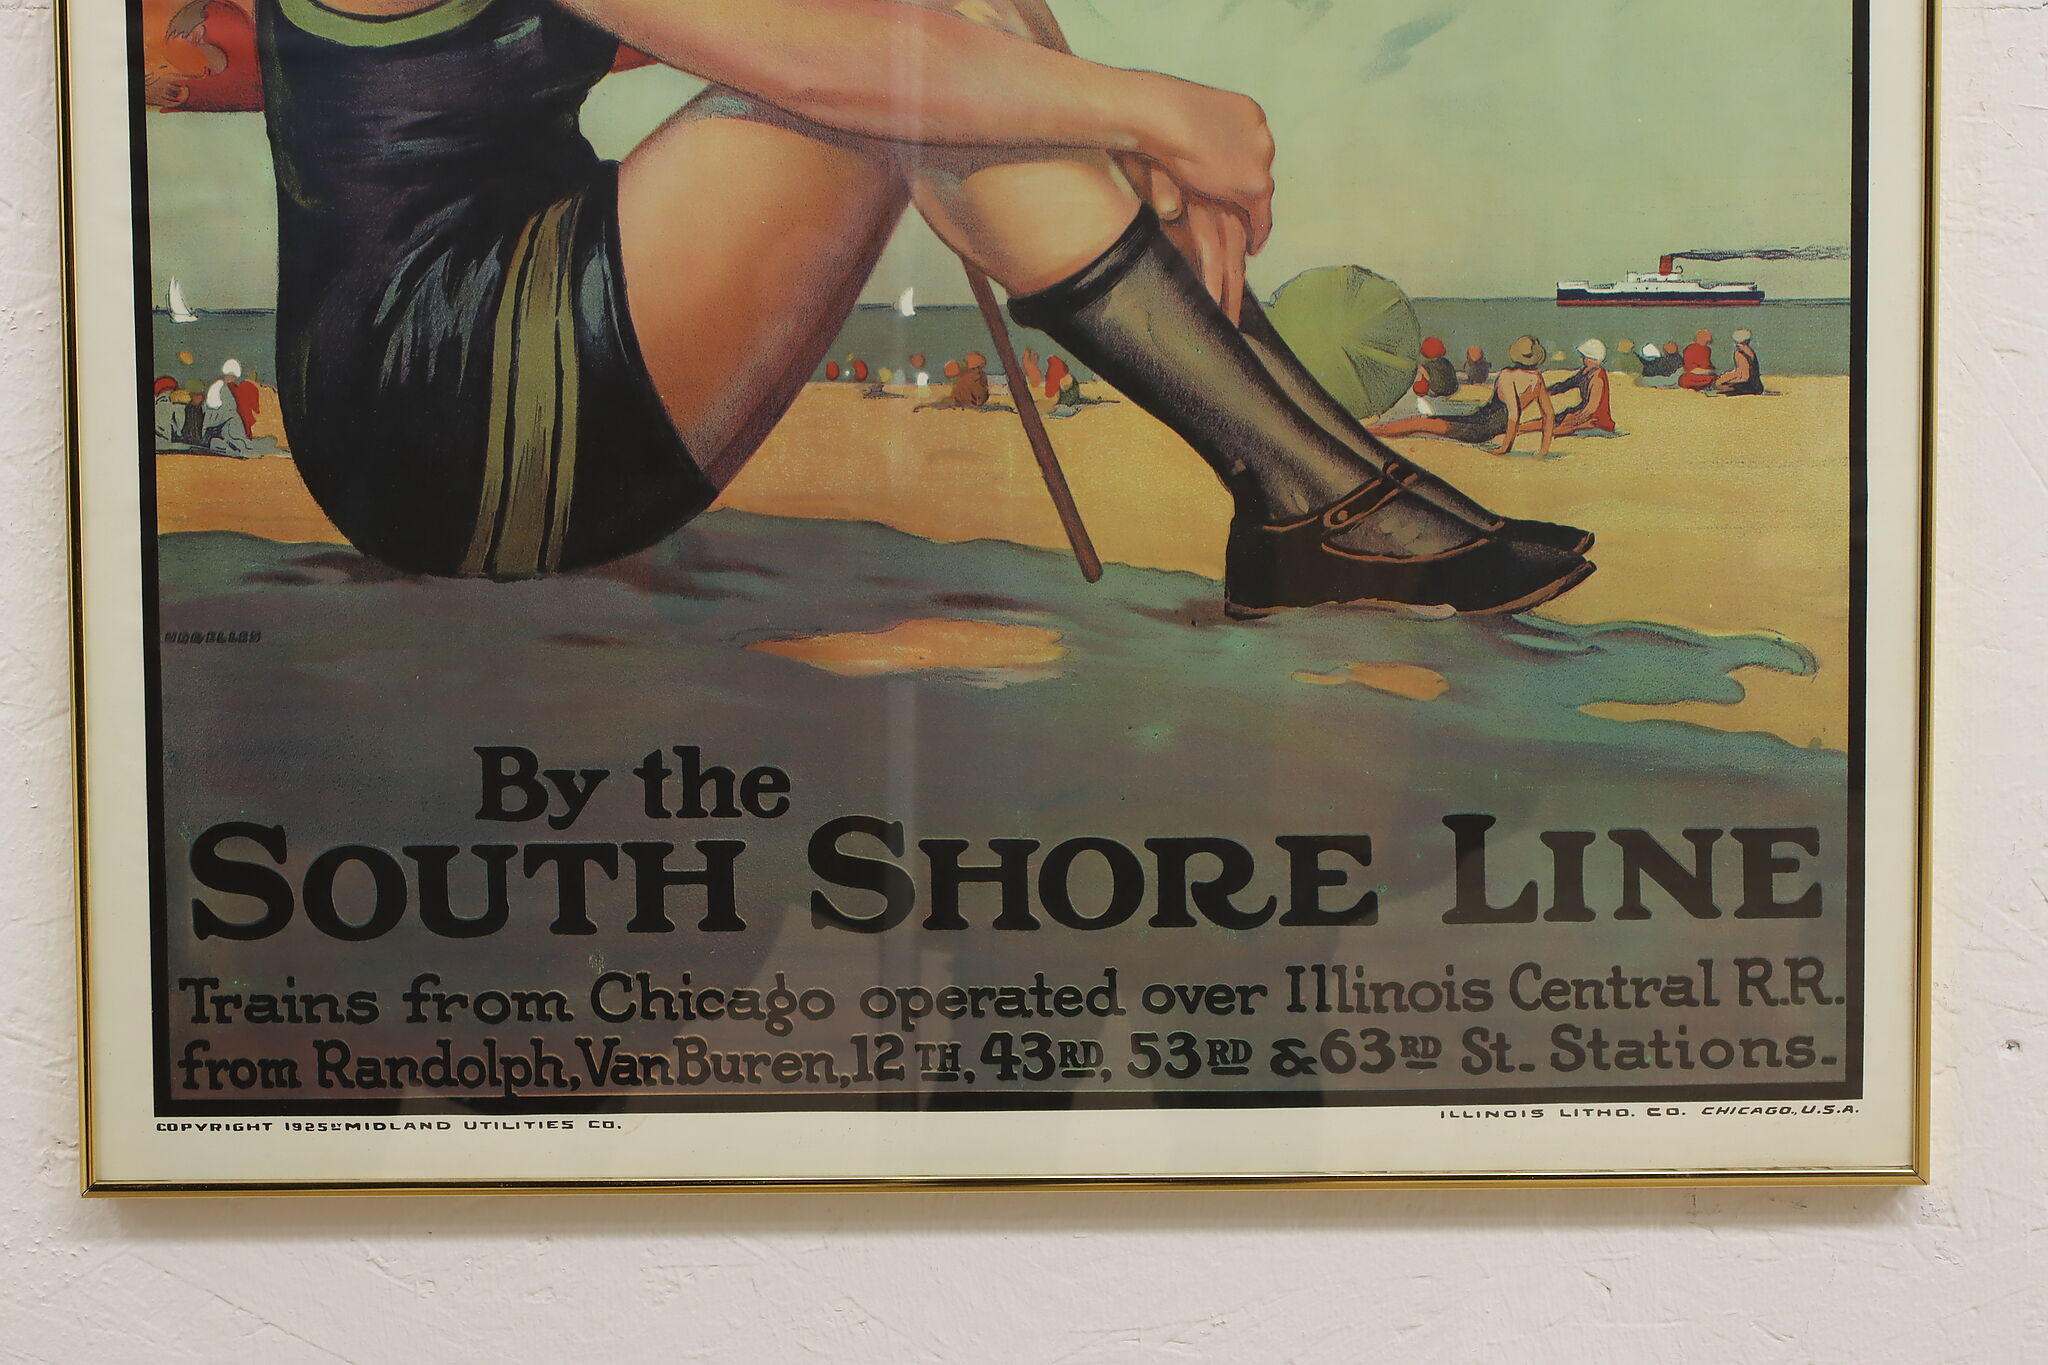 By the
SOUTH SHORE LINE
Trains from Chicago operated over Illinois Central R.R.
from Randolph, Van Buren, 12TH, 43RD, 53RD & 63RD St. Stations.
COPYRIGHT 1925 BY MIDLAND UTILITIES CO.
ILLINOIS LITHO. CO. CHICAGO., U.S.A.